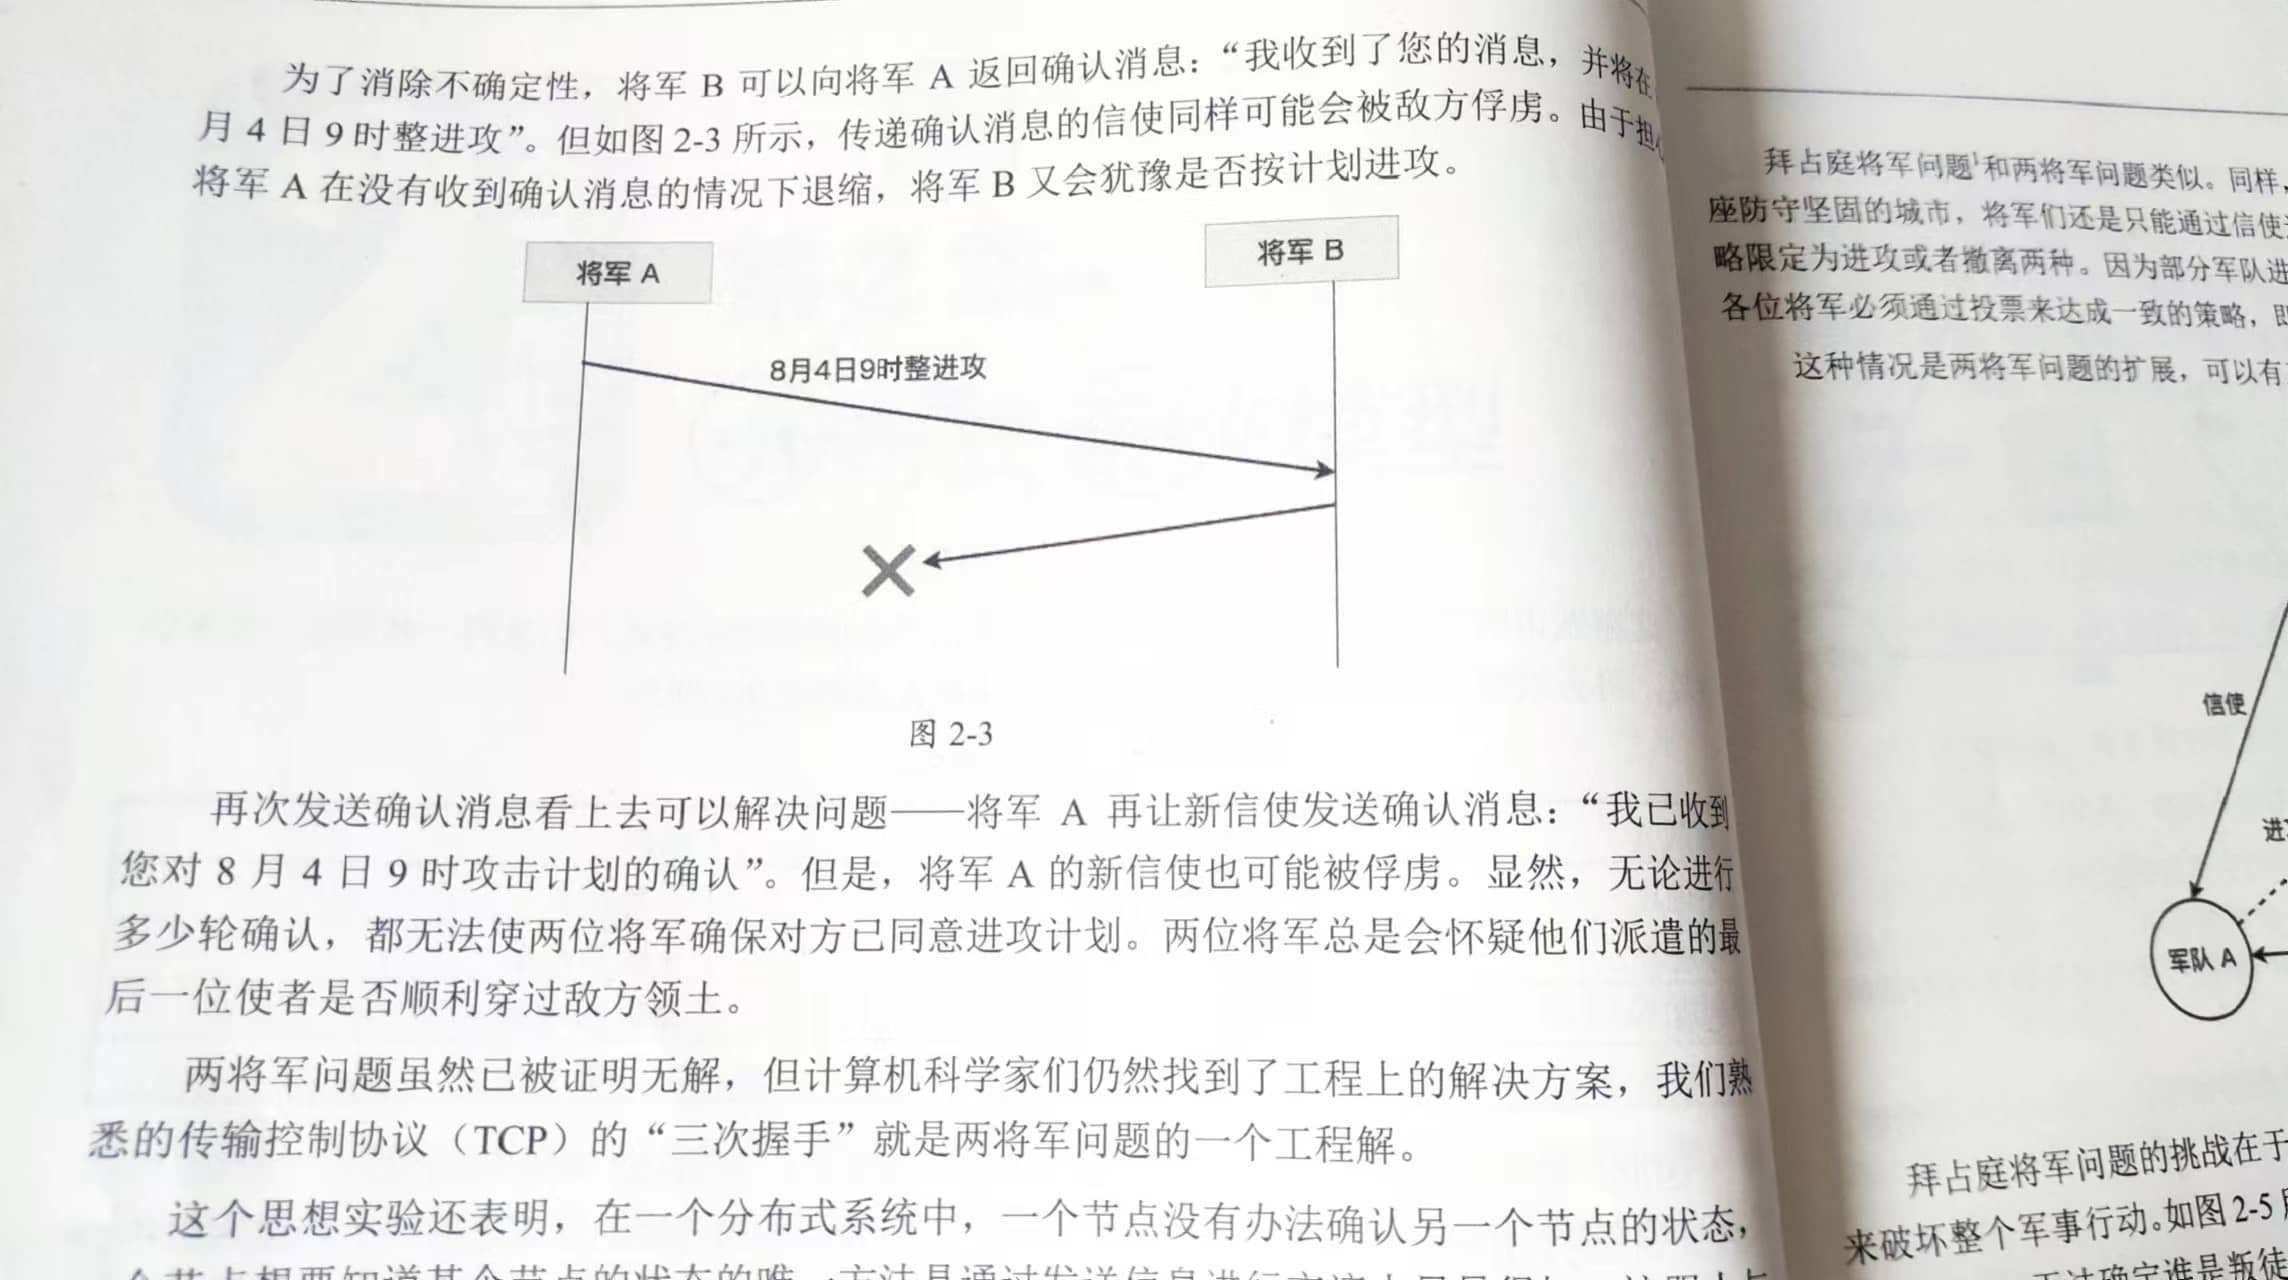 为了消除不确定性，将军 B 可以向将军 A 返回确认消息：“我收到了您的消息，并将在
月 4 日 9 时整进攻”。但如图 2-3 所示，传递确认消息的信使同样可能会被敌方俘虏。由于担
将军 A 在没有收到确认消息的情况下退缩，将军 B 又会犹豫是否按计划进攻。
将军 A
将军 B
8月4日9时整进攻
图 2-3
再次发送确认消息看上去可以解决问题——将军 A 再让新信使发送确认消息：“我已收到
您对 8 月 4 日 9 时攻击计划的确认”。但是，将军 A 的新信使也可能被俘虏。显然，无论进行
多少轮确认，都无法使两位将军确保对方已同意进攻计划。两位将军总是会怀疑他们派遣的最
后一位使者是否顺利穿过敌方领土。
两将军问题虽然已被证明无解，但计算机科学家们仍然找到了工程上的解决方案，我们熟
悉的传输控制协议（TCP）的“三次握手”就是两将军问题的一个工程解。
这个思想实验还表明，在一个分布式系统中，一个节点没有办法确认另一个节点的状态，
拜占庭将军问题¹和两将军问题类似。同样，
座防守坚固的城市，将军们还是只能通过信使
略限定为进攻或者撤离两种。因为部分军队进
各位将军必须通过投票来达成一致的策略，即
这种情况是两将军问题的扩展，可以有
信使
进
军队 A
拜占庭将军问题的挑战在于
来破坏整个军事行动。如图 2-5
无法确定谁是叛徒